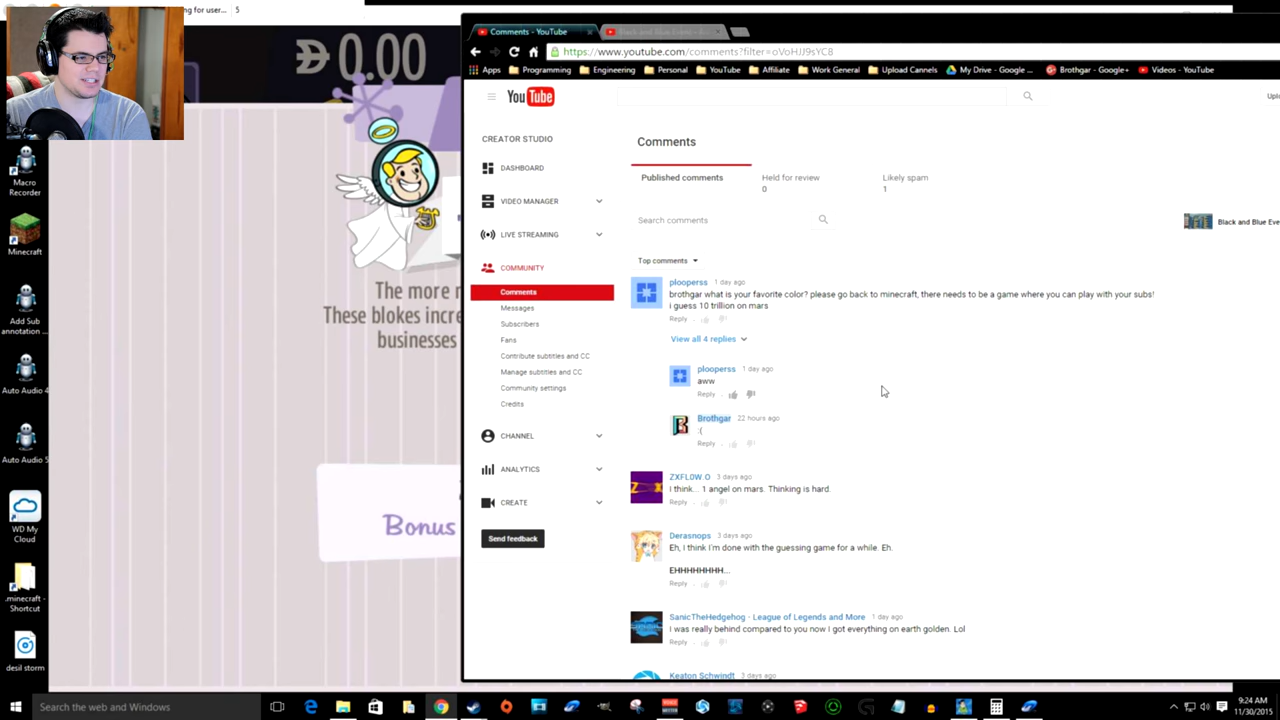 ng for user... 5
0.00
Comments - YouTube
https://www.youtube.com/comments?filter=oVoHJJ9sYC8
Apps Programming Engineering Personal YouTube Affiliate Work General Upload Cannels My Drive - Google ... Brothgar - Google+ Videos - YouTube
YouTube
Uplo
CREATOR STUDIO
DASHBOARD
VIDEO MANAGER
LIVE STREAMING
COMMUNITY
Comments
Messages
Subscribers
Fans
Contribute subtitles and CC
Manage subtitles and CC
Community settings
Credits
CHANNEL
ANALYTICS
CREATE
Send feedback
Comments
Published comments
Held for review
0
Likely spam
1
Search comments
Black and Blue Eve
Top comments
plooperss 1 day ago
brothgar what is your favorite color? please go back to minecraft, there needs to be a game where you can play with your subs!
i guess 10 trillion on mars
Reply
View all 4 replies
plooperss 1 day ago
aww
Reply
Brothgar 22 hours ago
:(
Reply
ZXFL0W.O 3 days ago
I think... 1 angel on mars. Thinking is hard.
Reply
Derasnops 3 days ago
Eh, I think I'm done with the guessing game for a while. Eh.
EHHHHHHHH...
Reply
SanicTheHedgehog - League of Legends and More 1 day ago
I was really behind compared to you now I got everything on earth golden. Lol
Reply
Keaton Schwindt 3 days ago
The more m
These blokes incre
businesses
Bonus
Macro
Recorder
Minecraft
Add Sub
annotation ...
Auto Audio 4
Auto Audio 5
WD My
Cloud
.minecraft -
Shortcut
desil storm
Search the web and Windows
9:24 AM
11/30/2015